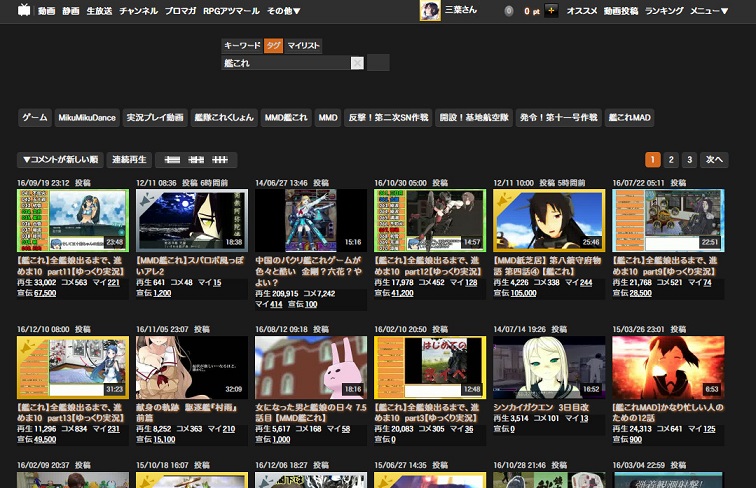 動画 静画 生放送 チャンネル ブロマガ RPGアツマール その他▼ 三葉さん 0 0 pt + オススメ 動画投稿 ランキング メニュー▼
キーワード タグ マイリスト
艦これ
ゲーム MikuMikuDance 実況プレイ動画 艦隊これくしょん MMD艦これ MMD 反撃！第二次SN作戦 開設！基地航空隊 発令！第十一号作戦 艦これMAD
▼コメントが新しい順 連続再生 1 2 3 次へ
16/09/19 23:12 投稿
23:48
【艦これ】全艦娘出るまで、進めま10 part11【ゆっくり実況】
再生 33,002 コメ 563 マイ 221
宣伝 67,500
12/11 08:36 投稿 6時間前
18:38
【MMD艦これ】スパロボ風っぽいアレ2
再生 641 コメ 48 マイ 15
宣伝 1,200
14/06/27 13:46 投稿
15:16
中国のパクリ艦これゲームが色々と酷い 金剛？六花？やよい？
再生 209,915 コメ 7,242
マイ 414 宣伝 100
16/10/30 05:00 投稿
14:57
【艦これ】全艦娘出るまで、進めま10 part12【ゆっくり実況】
再生 17,978 コメ 452 マイ 128
宣伝 41,200
12/11 10:00 投稿 5時間前
25:46
【MMD紙芝居】第八鎮守府物語 第四話④【艦これ】
再生 4,226 コメ 338 マイ 244
宣伝 105,000
16/07/22 05:11 投稿
22:51
【艦これ】全艦娘出るまで、進めま10 part9【ゆっくり実況】
再生 21,768 コメ 521 マイ 74
宣伝 28,500
16/12/10 08:00 投稿
31:23
【艦これ】全艦娘出るまで、進めま10 part13【ゆっくり実況】
再生 11,296 コメ 834 マイ 231
宣伝 49,500
16/11/05 23:07 投稿
32:09
献身の軌跡 駆逐艦『村雨』 前篇
再生 8,252 コメ 363 マイ 210
宣伝 15,100
16/08/12 09:18 投稿
18:16
女になった男と艦娘の日々 7.5話目【MMD艦これ】
再生 5,617 コメ 168 マイ 58
宣伝 1,000
16/02/10 20:50 投稿
はじめての
12:48
【艦これ】全艦娘出るまで、進めま10 part1【ゆっくり実況】
再生 20,083 コメ 305 マイ 36
宣伝 0
14/07/14 19:26 投稿
16:52
シンカイガクエン 3日目改
再生 3,514 コメ 101 マイ 13
宣伝 0
15/03/26 23:01 投稿
6:53
[艦これMAD]かなり忙しい人のための12話
再生 24,313 コメ 641 マイ 125
宣伝 900
16/02/09 20:37 投稿
15/10/18 16:07 投稿
16/12/06 18:27 投稿
15/06/27 14:35 投稿
16/10/28 21:46 投稿
16/03/04 22:59 投稿